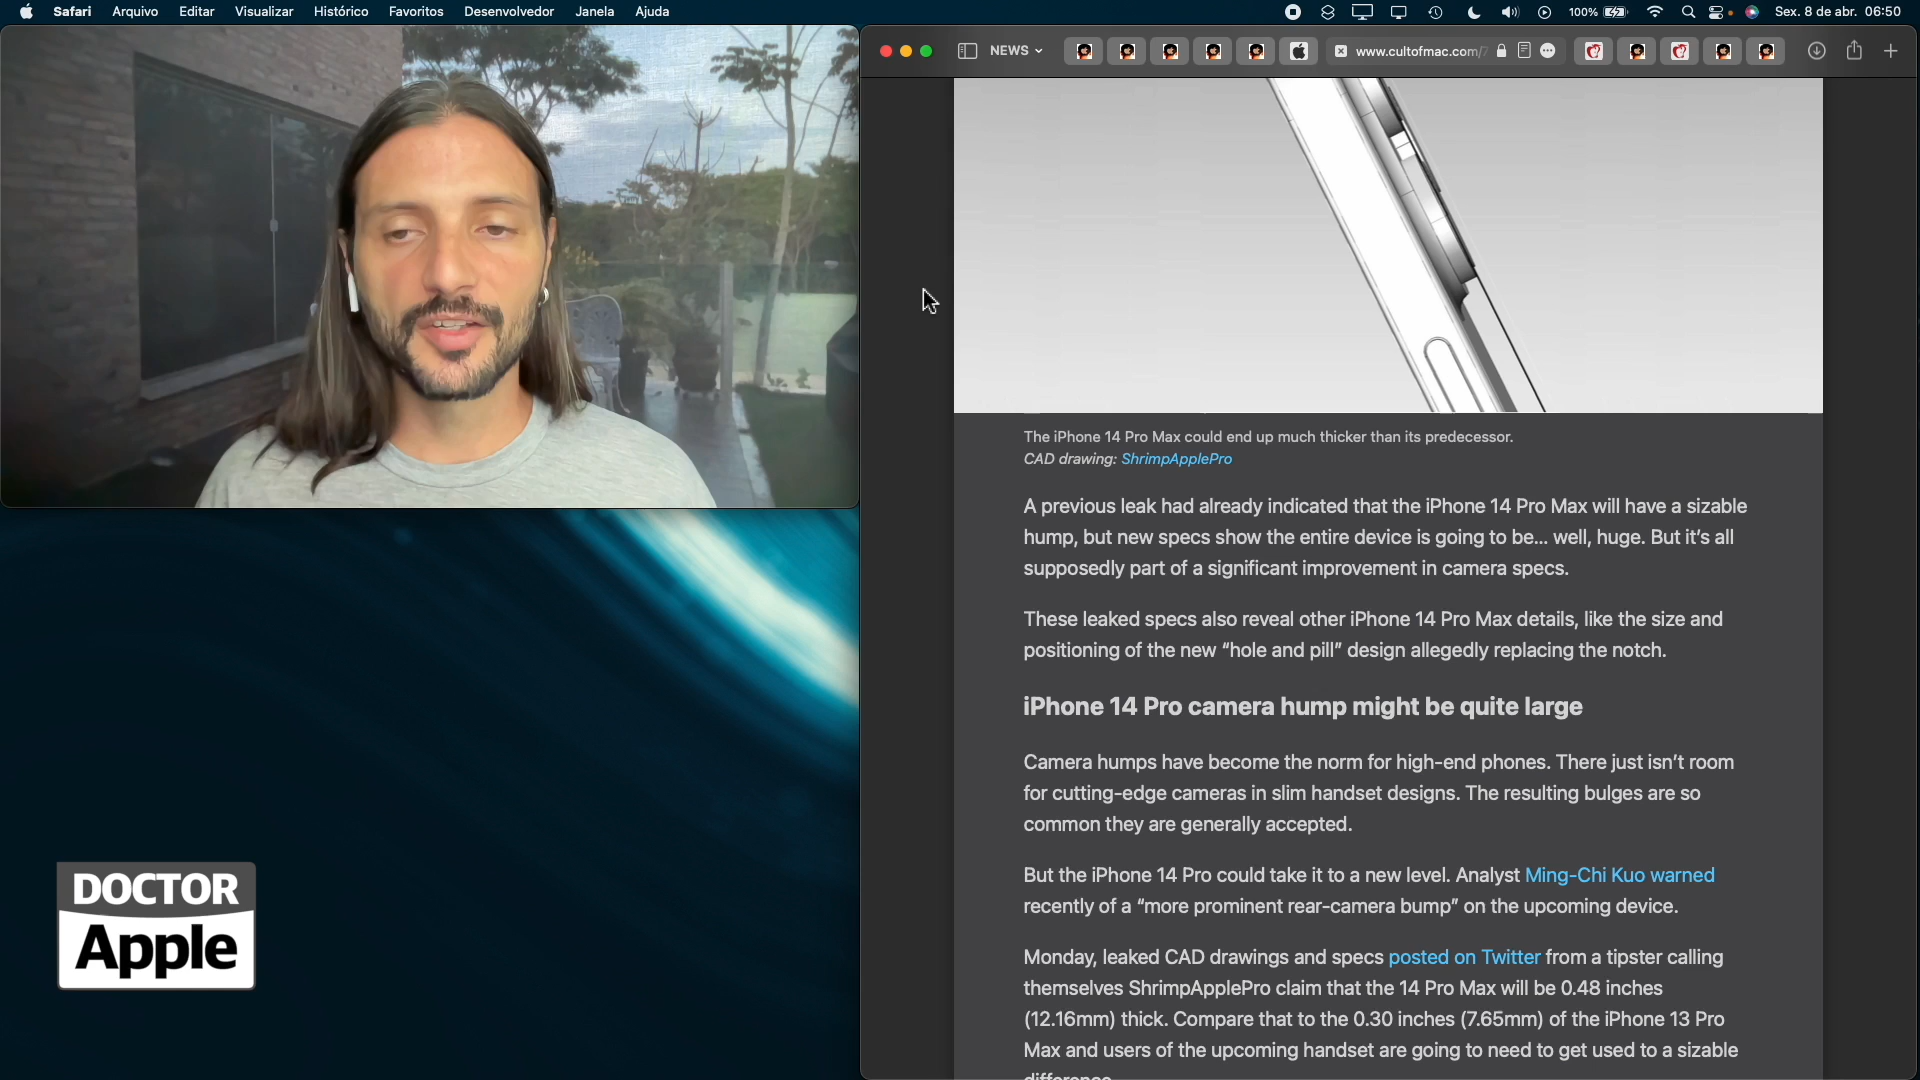 Safari Arquivo Editar Visualizar Histórico Favoritos Desenvolvedor Janela Ajuda
100% Sex. 8 de abr. 06:50
NEWS www.cultofmac.com/
The iPhone 14 Pro Max could end up much thicker than its predecessor.
CAD drawing: ShrimpApplePro
A previous leak had already indicated that the iPhone 14 Pro Max will have a sizable
hump, but new specs show the entire device is going to be... well, huge. But it’s all
supposedly part of a significant improvement in camera specs.
These leaked specs also reveal other iPhone 14 Pro Max details, like the size and
positioning of the new “hole and pill” design allegedly replacing the notch.
iPhone 14 Pro camera hump might be quite large
Camera humps have become the norm for high-end phones. There just isn’t room
for cutting-edge cameras in slim handset designs. The resulting bulges are so
common they are generally accepted.
But the iPhone 14 Pro could take it to a new level. Analyst Ming-Chi Kuo warned
recently of a “more prominent rear-camera bump” on the upcoming device.
Monday, leaked CAD drawings and specs posted on Twitter from a tipster calling
themselves ShrimpApplePro claim that the 14 Pro Max will be 0.48 inches
(12.16mm) thick. Compare that to the 0.30 inches (7.65mm) of the iPhone 13 Pro
Max and users of the upcoming handset are going to need to get used to a sizable
DOCTOR
Apple